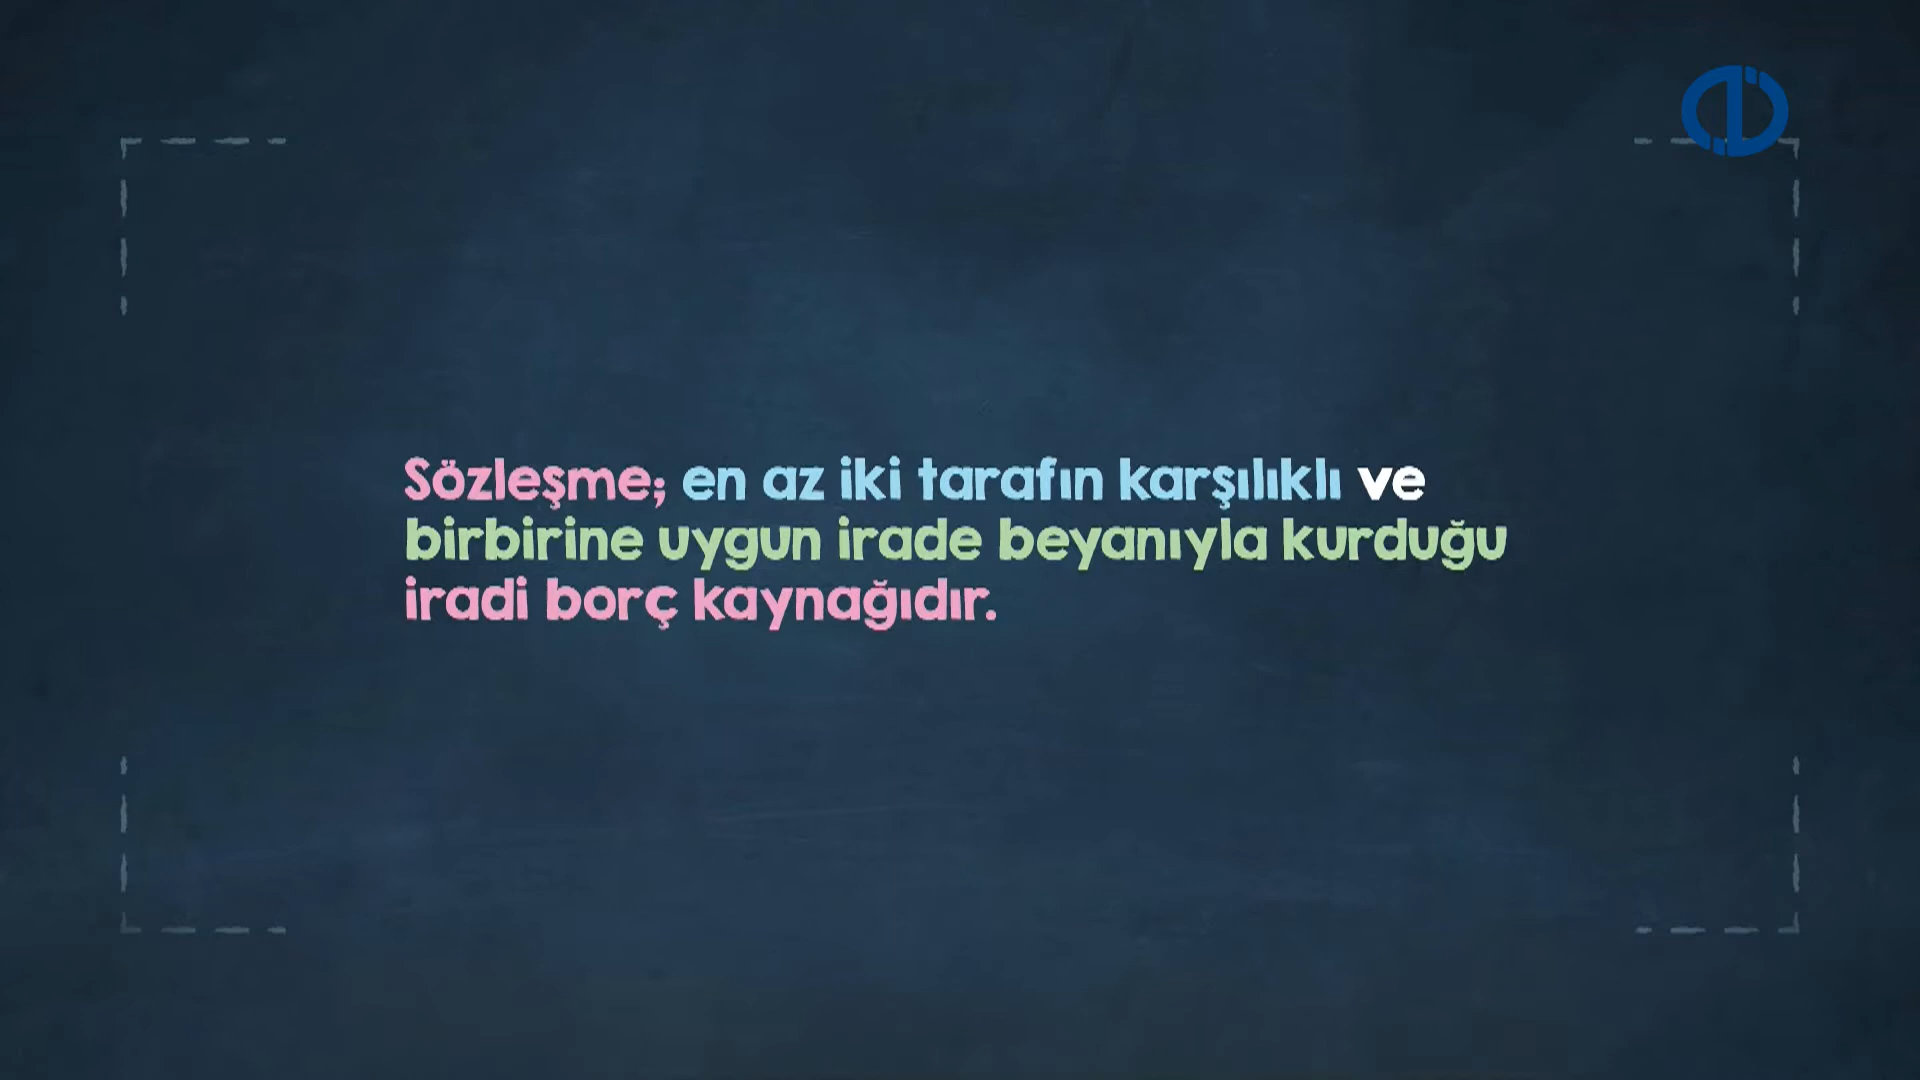 Sözleşme; en az iki tarafın karşılıklı ve
birbirine uygun irade beyanıyla kurduğu
iradi borç kaynağıdır.